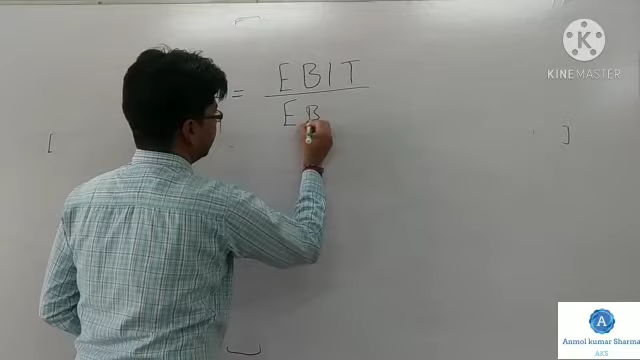 K
KINEMASTER
= EBIT
EB
[ ]
A
Anmol kumar Sharma
AKS